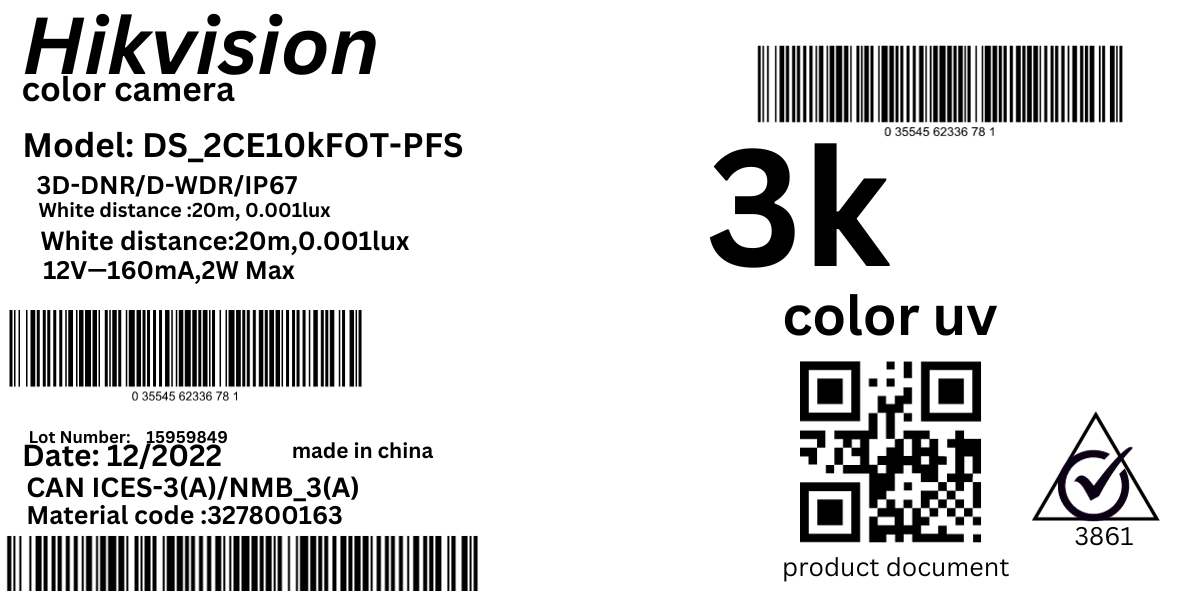 Hikvision
color camera
Model: DS_2CE10kFOT-PFS
3D-DNR/D-WDR/IP67
White distance :20m, 0.001lux
White distance:20m,0.001lux
12V—160mA,2W Max
0 35545 62336 78 1
Lot Number: 15959849
Date: 12/2022
made in china
CAN ICES-3(A)/NMB_3(A)
Material code :327800163
0 35545 62336 78 1
3k
color uv
3861
product document